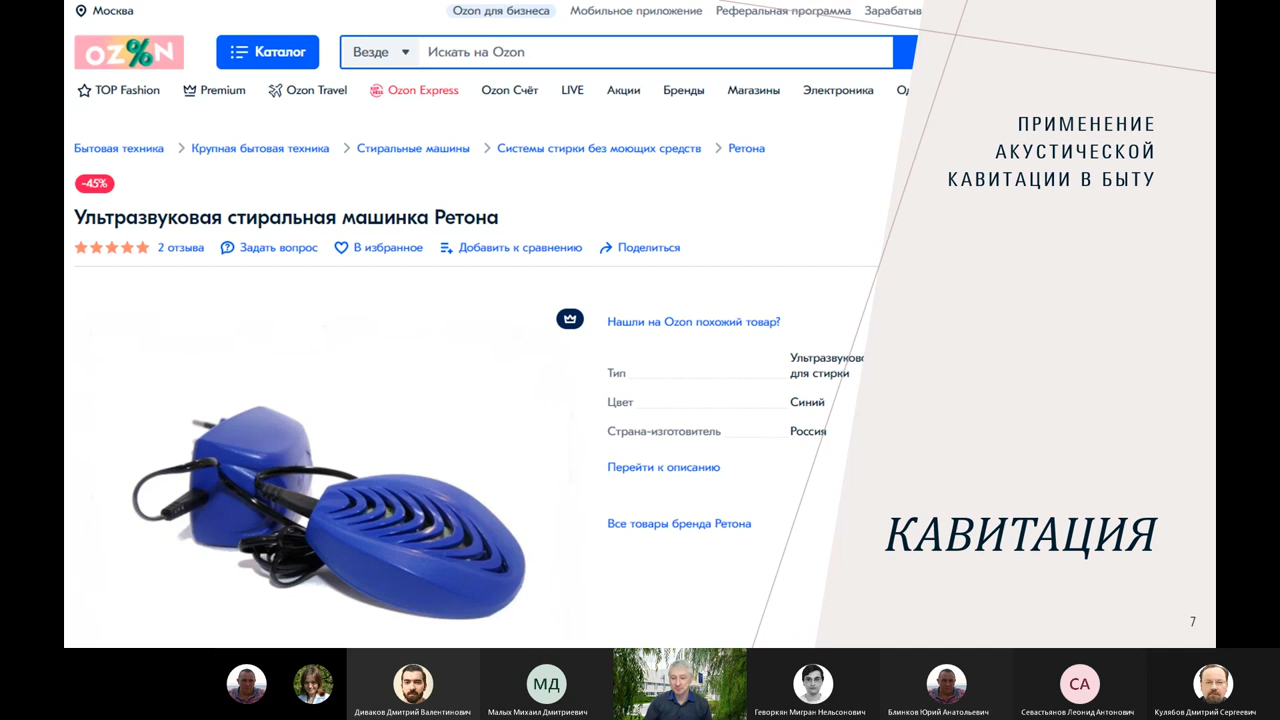 Москва
Ozon для бизнеса Мобильное приложение Реферальная программа Зарабатыв
OZ%N
Каталог
Везде
Искать на Ozon
TOP Fashion Premium Ozon Travel Ozon Express Ozon Счёт LIVE Акции Бренды Магазины Электроника Од
Бытовая техника > Крупная бытовая техника > Стиральные машины > Системы стирки без моющих средств > Ретона
-45%
Ультразвуковая стиральная машинка Ретона
2 отзыва Задать вопрос В избранное Добавить к сравнению Поделиться
Нашли на Ozon похожий товар?
Тип Ультразвуково
для стирки
Цвет Синий
Страна-изготовитель Россия
Перейти к описанию
Все товары бренда Ретона
ПРИМЕНЕНИЕ
АКУСТИЧЕСКОЙ
КАВИТАЦИИ В БЫТУ
КАВИТАЦИЯ
7
МД
СА
Диваков Дмитрий Валентинович
Малых Михаил Дмитриевич
Геворкян Мигран Нельсонович
Блинков Юрий Анатольевич
Севастьянов Леонид Антонович
Кулябов Дмитрий Сергеевич